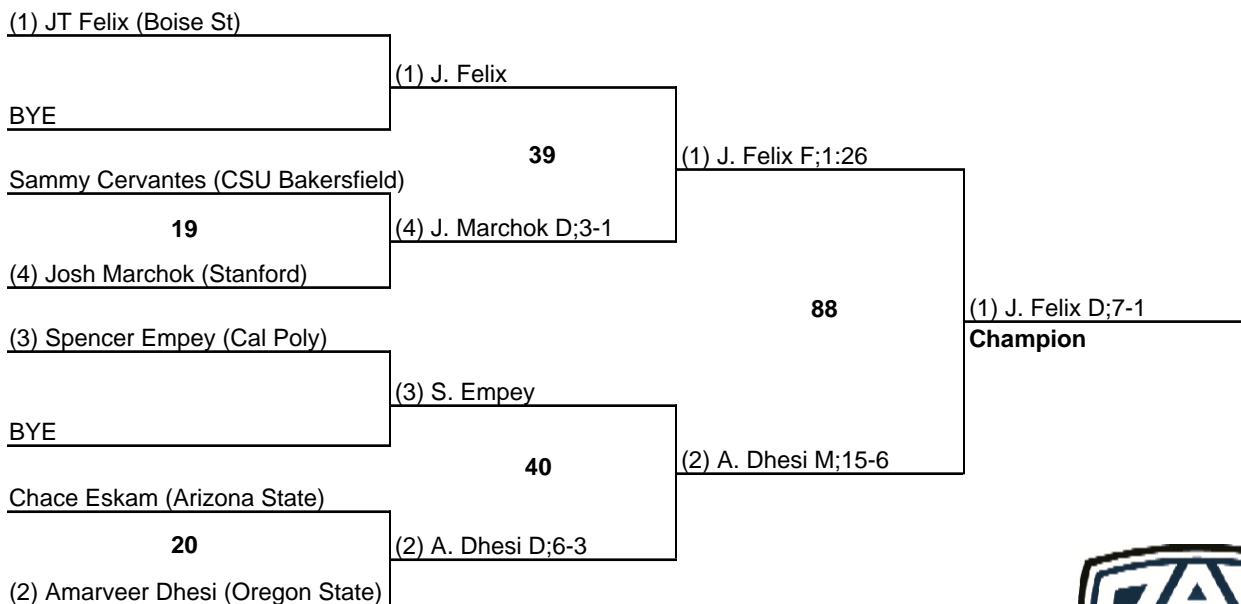 (1) JT Felix (Boise St)
(1) J. Felix
BYE
39
(1) J. Felix F;1:26
Sammy Cervantes (CSU Bakersfield)
19
(4) J. Marchok D;3-1
(4) Josh Marchok (Stanford)
88
(1) J. Felix D;7-1
Champion
(3) Spencer Empey (Cal Poly)
(3) S. Empey
BYE
40
(2) A. Dhesi M;15-6
Chace Eskam (Arizona State)
20
(2) A. Dhesi D;6-3
(2) Amarveer Dhesi (Oregon State)